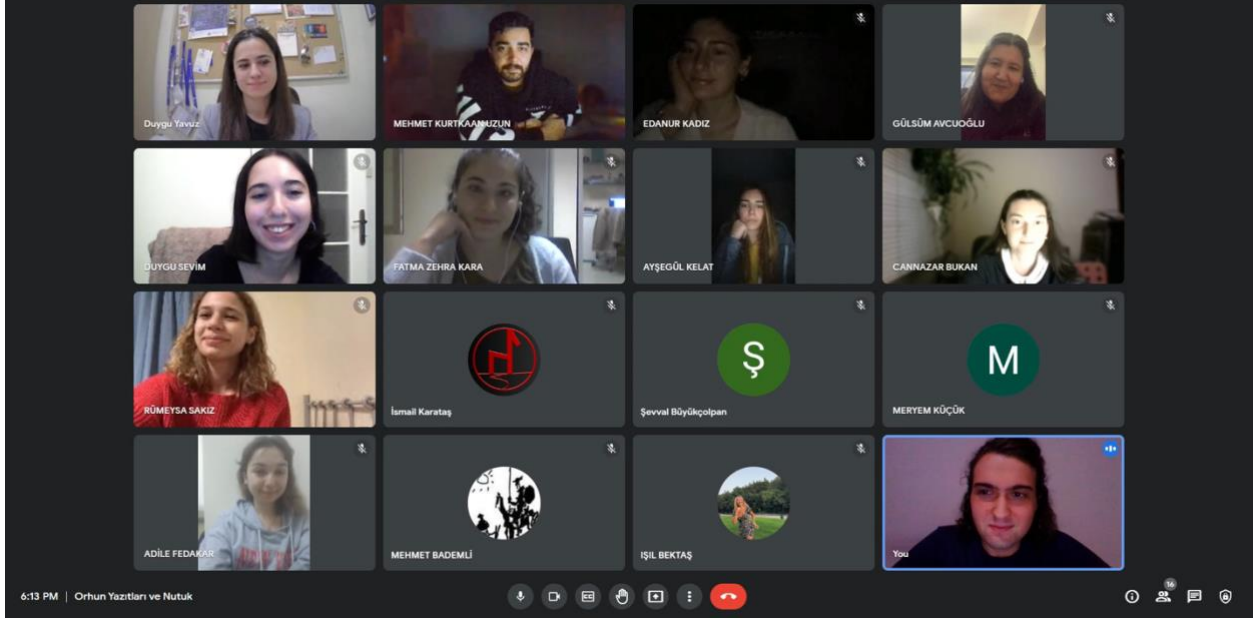 Duygu Yavuz
MEHMET KURTKAAN UZUN
EDANUR KADIZ
GÜLSÜM AVCUOĞLU
DUYGU SEVİM
FATMA ZEHRA KARA
AYŞEGÜL KELAT
CANNAZAR BUKAN
RÜMEYSA SAKIZ
İsmail Karataş
Ş
Şevval Büyükçolpan
M
MERYEM KÜÇÜK
ADİLE FEDAKAR
MEHMET BADEMLİ
IŞIL BEKTAŞ
You
6:13 PM | Orhun Yazıtları ve Nutuk
16